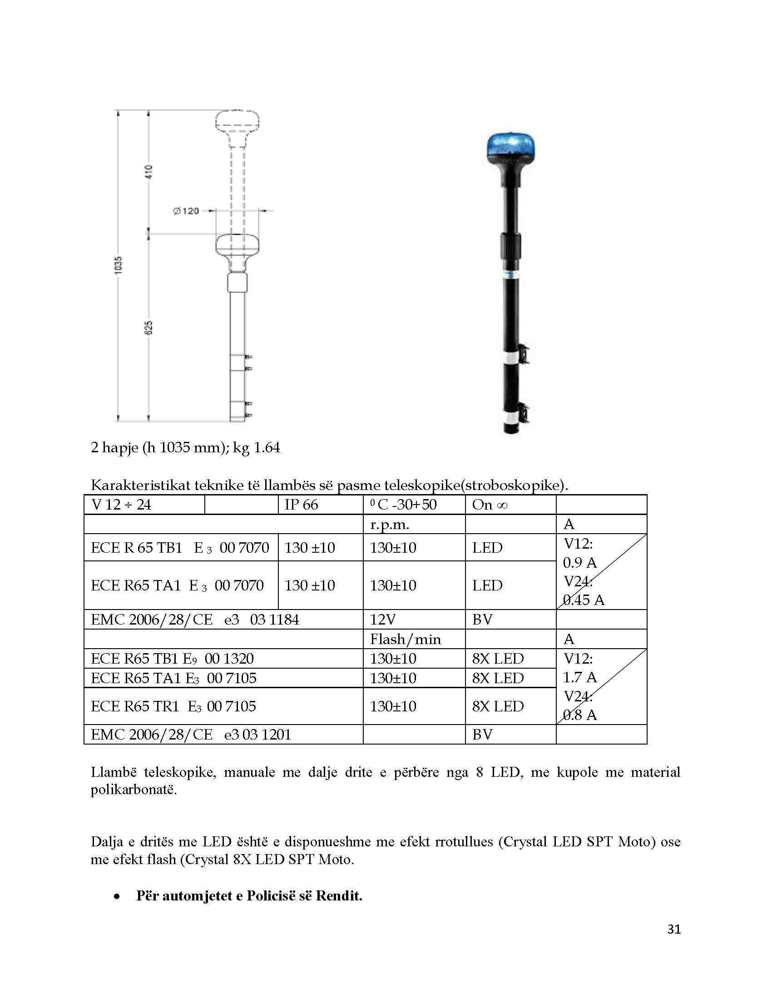 410
Ø120
1035
625
2 hapje (h 1035 mm); kg 1.64
Karakteristikat teknike të llambës së pasme teleskopike(stroboskopike).
V 12 ÷ 24 IP 66 ⁰ C -30+50 On ∞
r.p.m. A
ECE R 65 TB1 E ₃ 00 7070 130 ±10 130±10 LED
V12:
0.9 A
V24:
0.45 A
ECE R65 TA1 E ₃ 00 7070 130 ±10 130±10 LED
EMC 2006/28/CE e3 03 1184 12V BV
Flash/min A
ECE R65 TB1 E₉ 00 1320 130±10 8X LED
V12:
1.7 A
V24:
0.8 A
ECE R65 TA1 E₃ 00 7105 130±10 8X LED
ECE R65 TR1 E₃ 00 7105 130±10 8X LED
EMC 2006/28/CE e3 03 1201 BV
Llambë teleskopike, manuale me dalje drite e përbëre nga 8 LED, me kupole me material
polikarbonatë.
Dalja e dritës me LED është e disponueshme me efekt rrotullues (Crystal LED SPT Moto) ose
me efekt flash (Crystal 8X LED SPT Moto.
• Për automjetet e Policisë së Rendit.
31